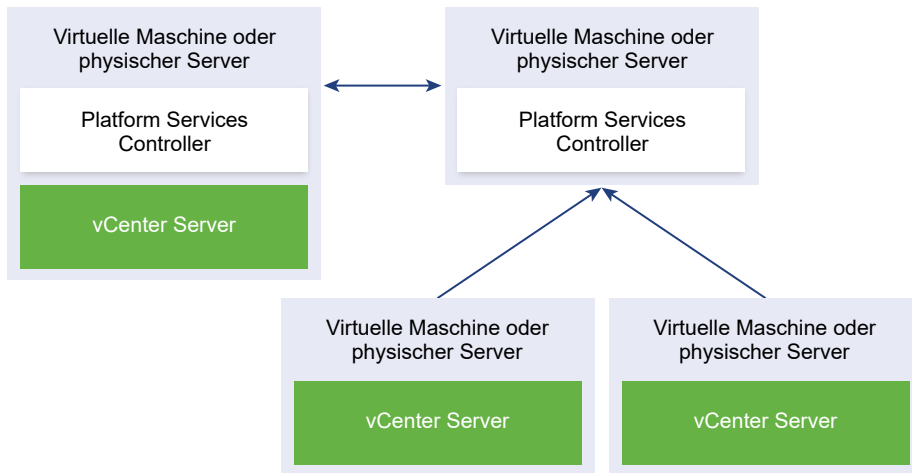 Virtuelle Maschine oder
physischer Server
Platform Services
Controller
vCenter Server
Virtuelle Maschine oder
physischer Server
Platform Services
Controller
Virtuelle Maschine oder
physischer Server
vCenter Server
Virtuelle Maschine oder
physischer Server
vCenter Server